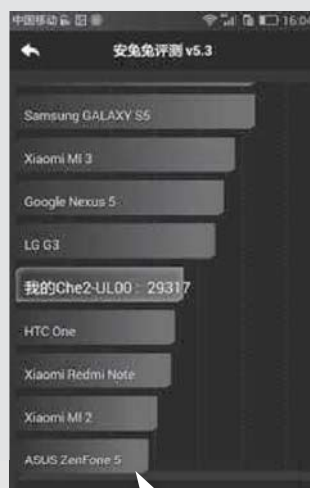 中国移动 16:04
安兔兔评测 v5.3
Samsung GALAXY S5
Xiaomi MI 3
Google Nexus 5
LG G3
我的Che2-UL00：29317
HTC One
Xiaomi Redmi Note
Xiaomi MI 2
ASUS ZenFone 5